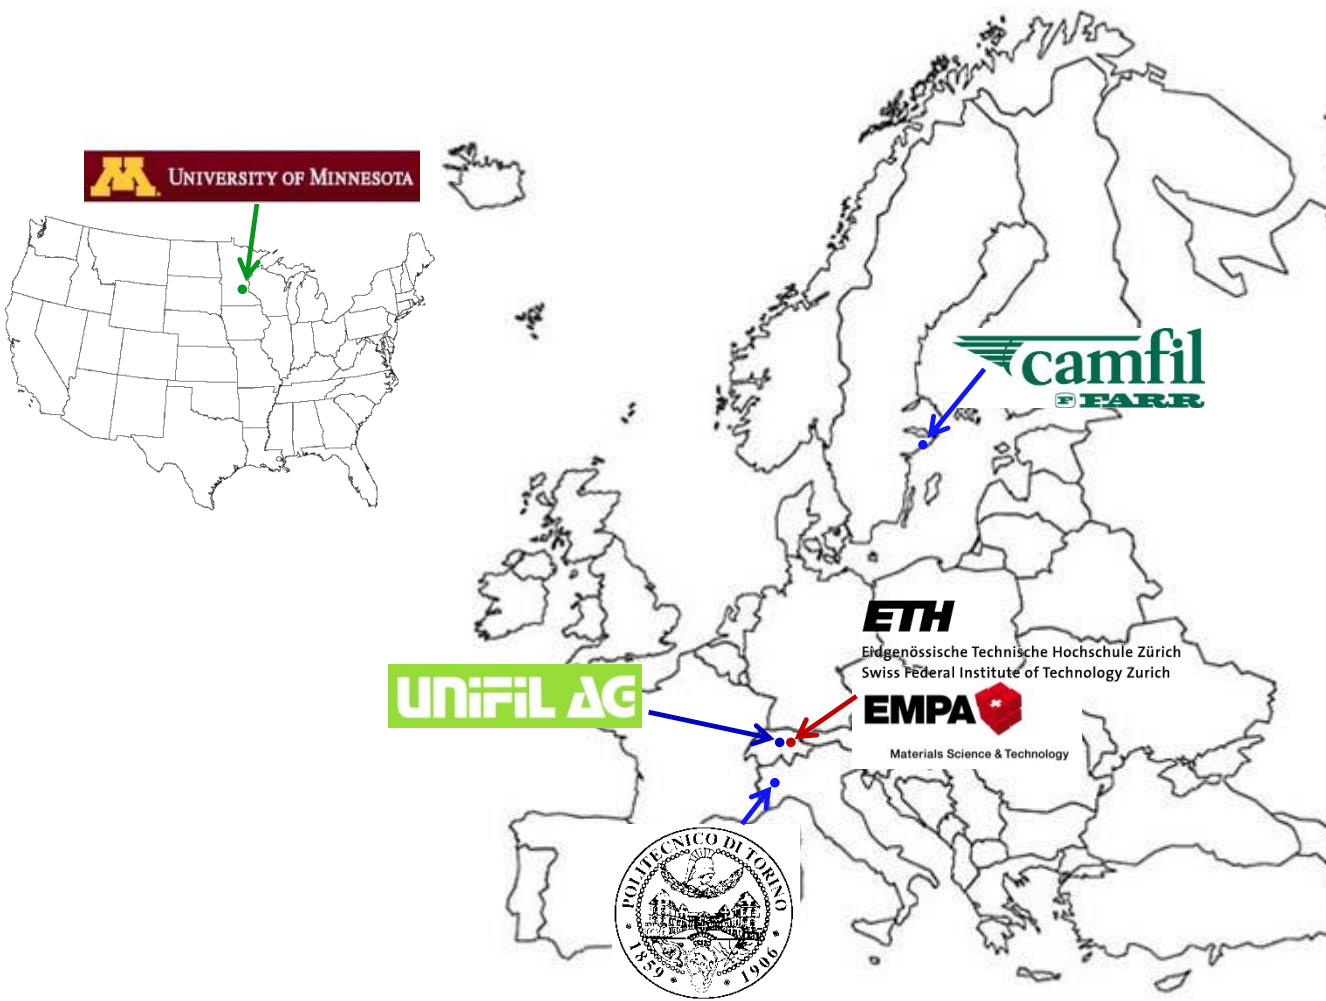 M
UNIVERSITY OF MINNESOTA
camfil
F FARR
ETH
Eidgenössische Technische Hochschule Zürich
Swiss Federal Institute of Technology Zurich
UNIFIL AG
EMPA
Materials Science & Technology
POLITECNICO DI TORINO
1859
1906